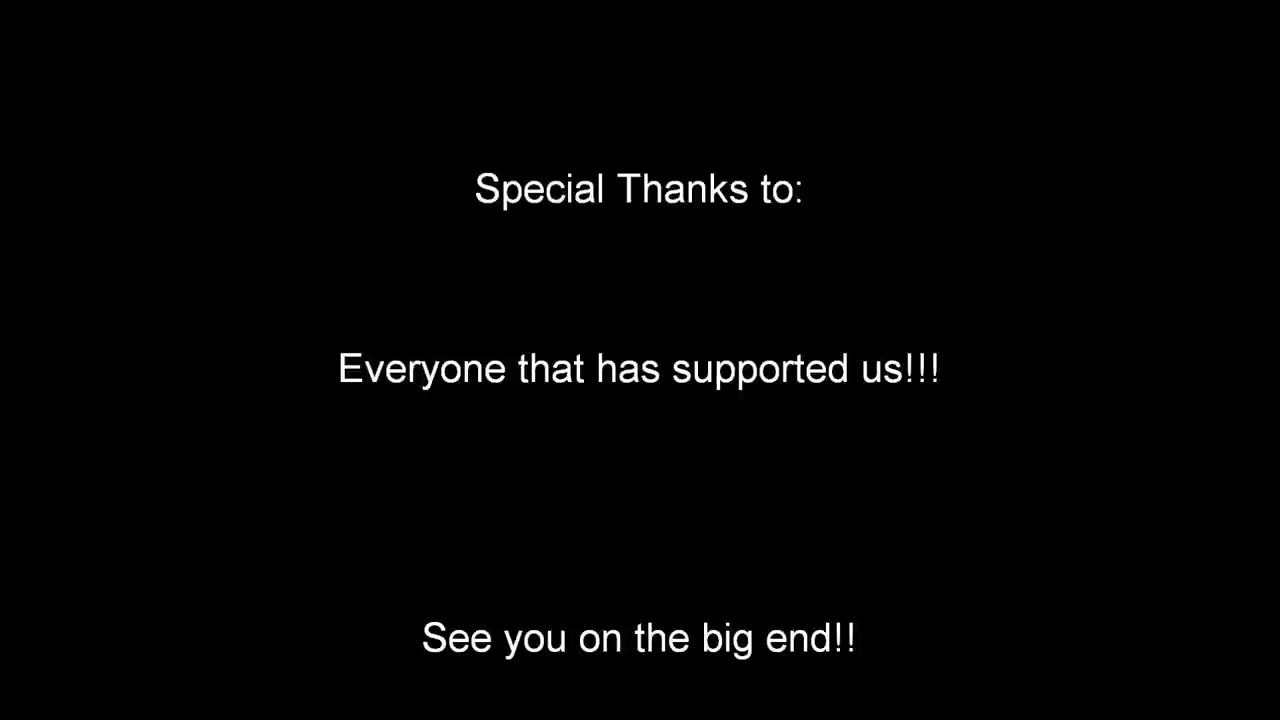 Special Thanks to:
Everyone that has supported us!!!
See you on the big end!!